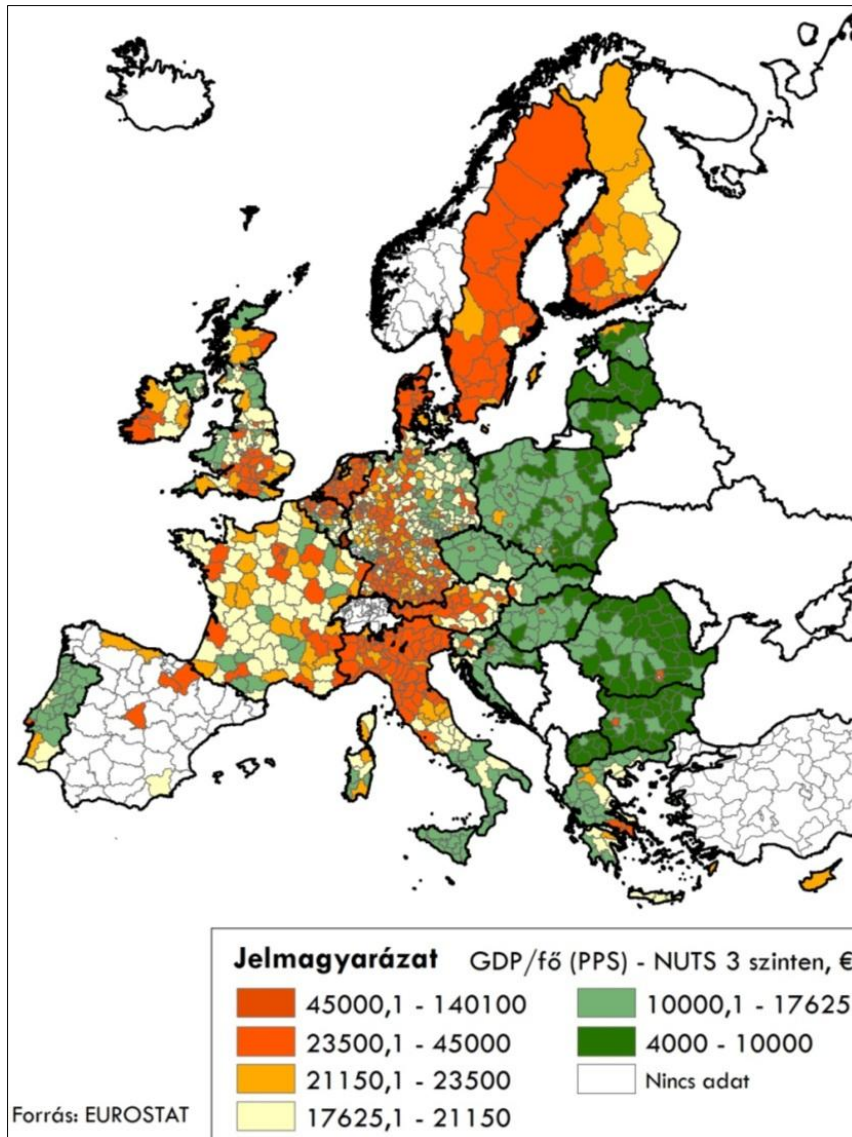 Jelmagyarázat GDP/fő (PPS) - NUTS 3 szinten, €
45000,1 - 140100
23500,1 - 45000
21150,1 - 23500
17625,1 - 21150
10000,1 - 17625
4000 - 10000
Nincs adat
Forrás: EUROSTAT